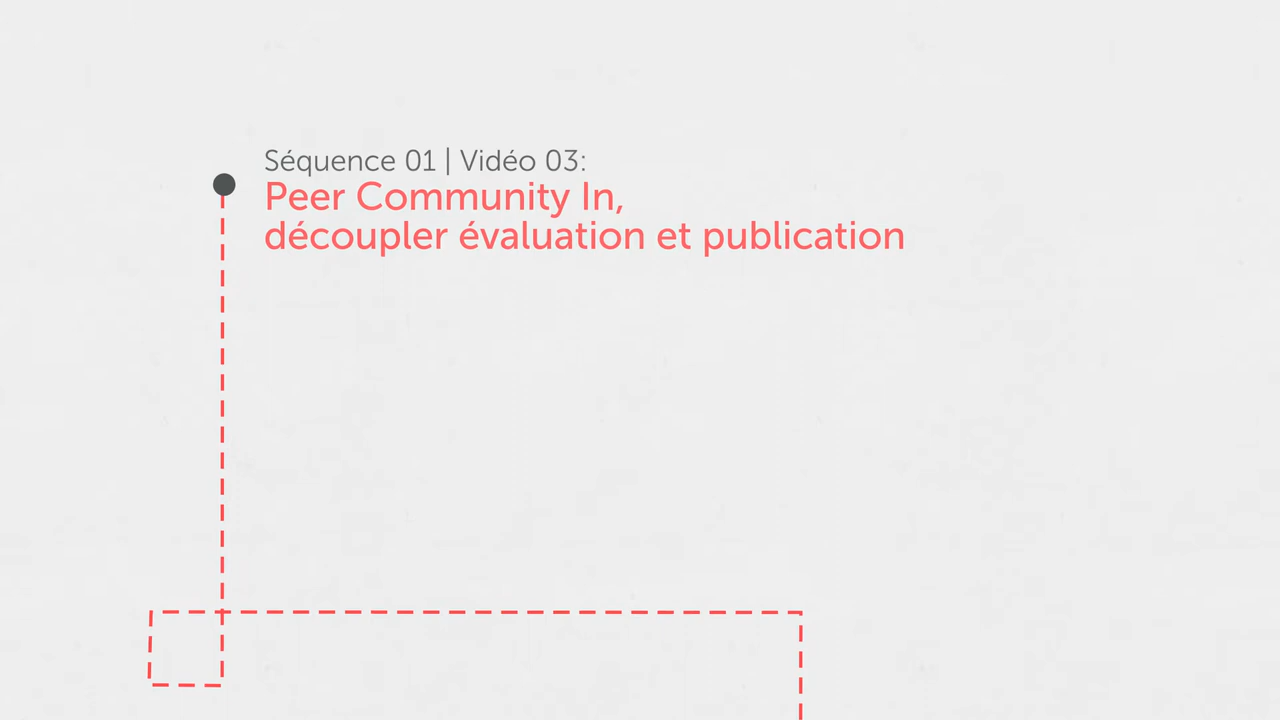 Séquence 01 | Vidéo 03:
Peer Community In,
découpler évaluation et publication